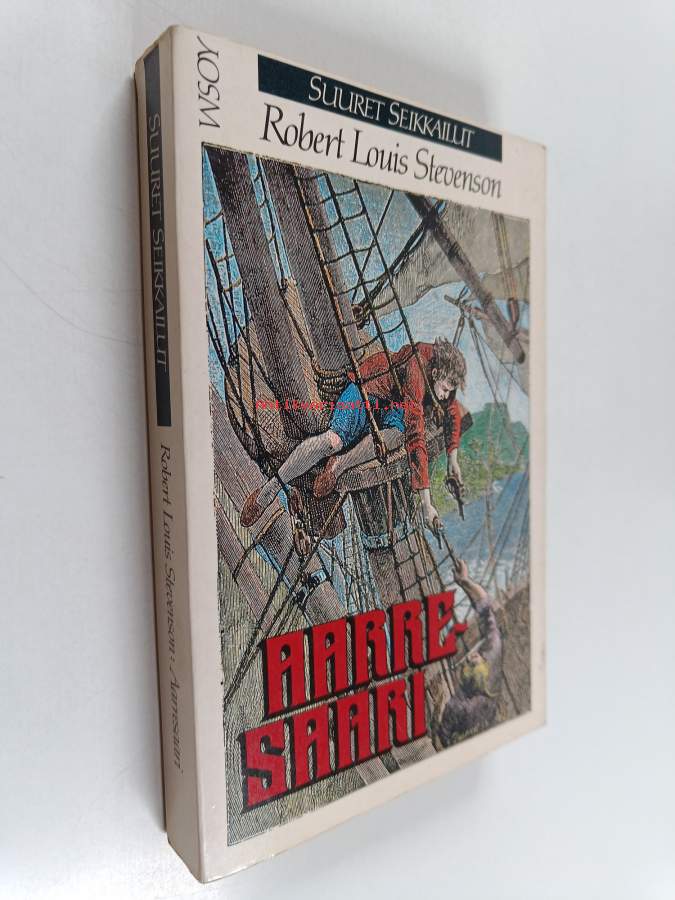 WSOY
SUURET SEIKKAILUT
Robert Louis Stevenson
AARRE-
SAARI
SUURET SEIKKAILUT
Robert Louis Stevenson : Aarresaari